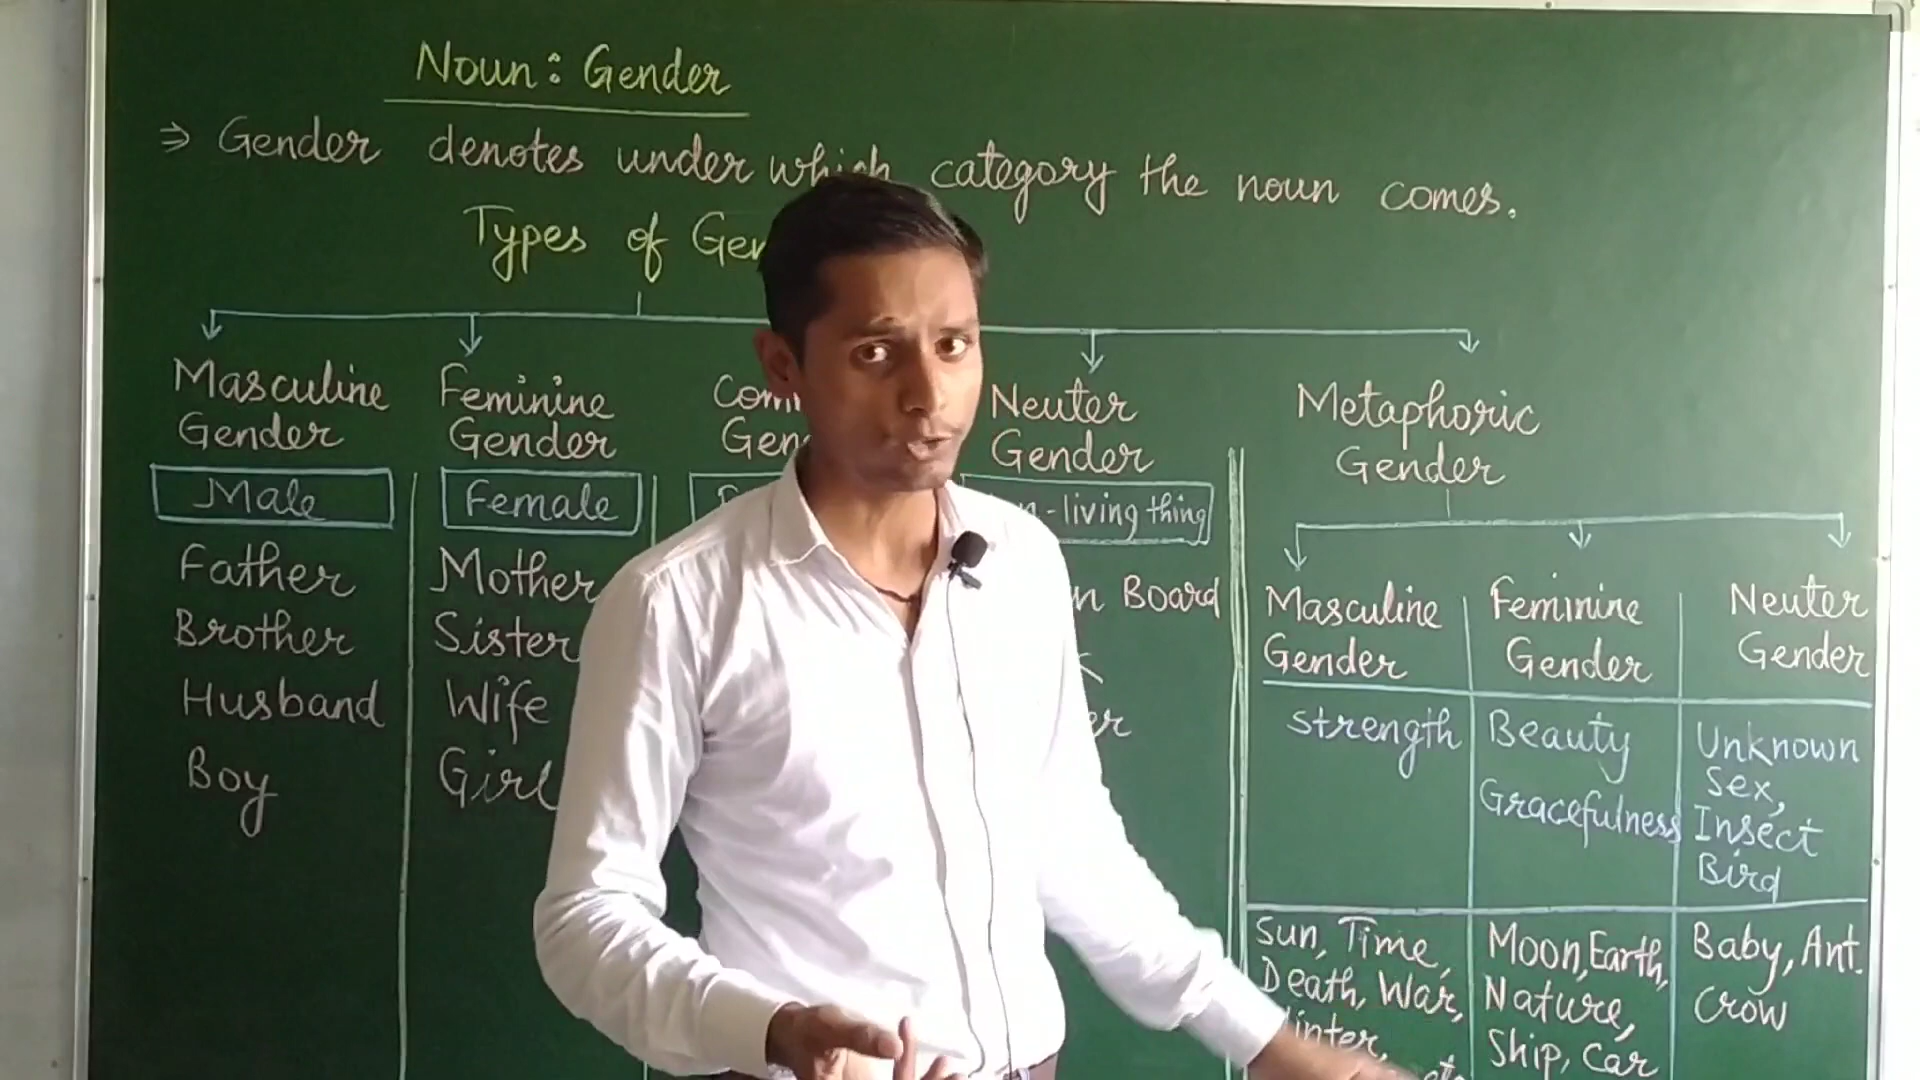 Noun: Gender
⇒ Gender denotes under which category the noun comes.
Types of
Masculine Gender
Male
Father
Brother
Husband
Boy
Feminine Gender
Female
Mother
Sister
Wife
Girl
Neuter Gender
living thing
Board
Metaphoric Gender
Masculine Gender
Strength
Sun, Time,
Death, War,
Feminine Gender
Beauty
Gracefulness
Moon, Earth,
Nature,
Ship, Car
Neuter Gender
Unknown
Sex,
Insect
Bird
Baby, Ant.
Crow